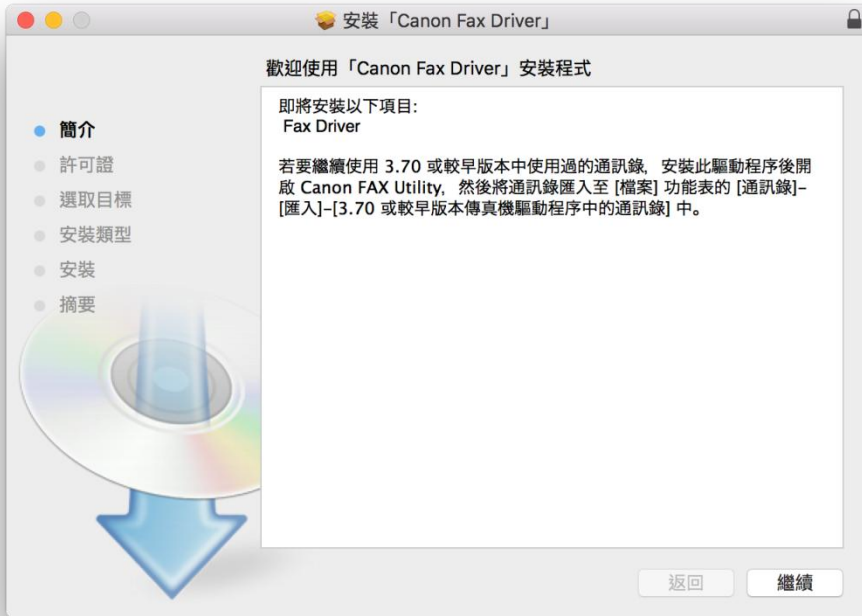 安裝「Canon Fax Driver」
歡迎使用「Canon Fax Driver」安裝程式
簡介
許可證
選取目標
安裝類型
安裝
摘要
即將安裝以下項目:
Fax Driver
若要繼續使用 3.70 或較早版本中使用過的通訊錄，安裝此驅動程序後開
啟 Canon FAX Utility，然後將通訊錄匯入至 [檔案] 功能表的 [通訊錄]-
[匯入]-[3.70 或較早版本傳真機驅動程序中的通訊錄] 中。
返回
繼續